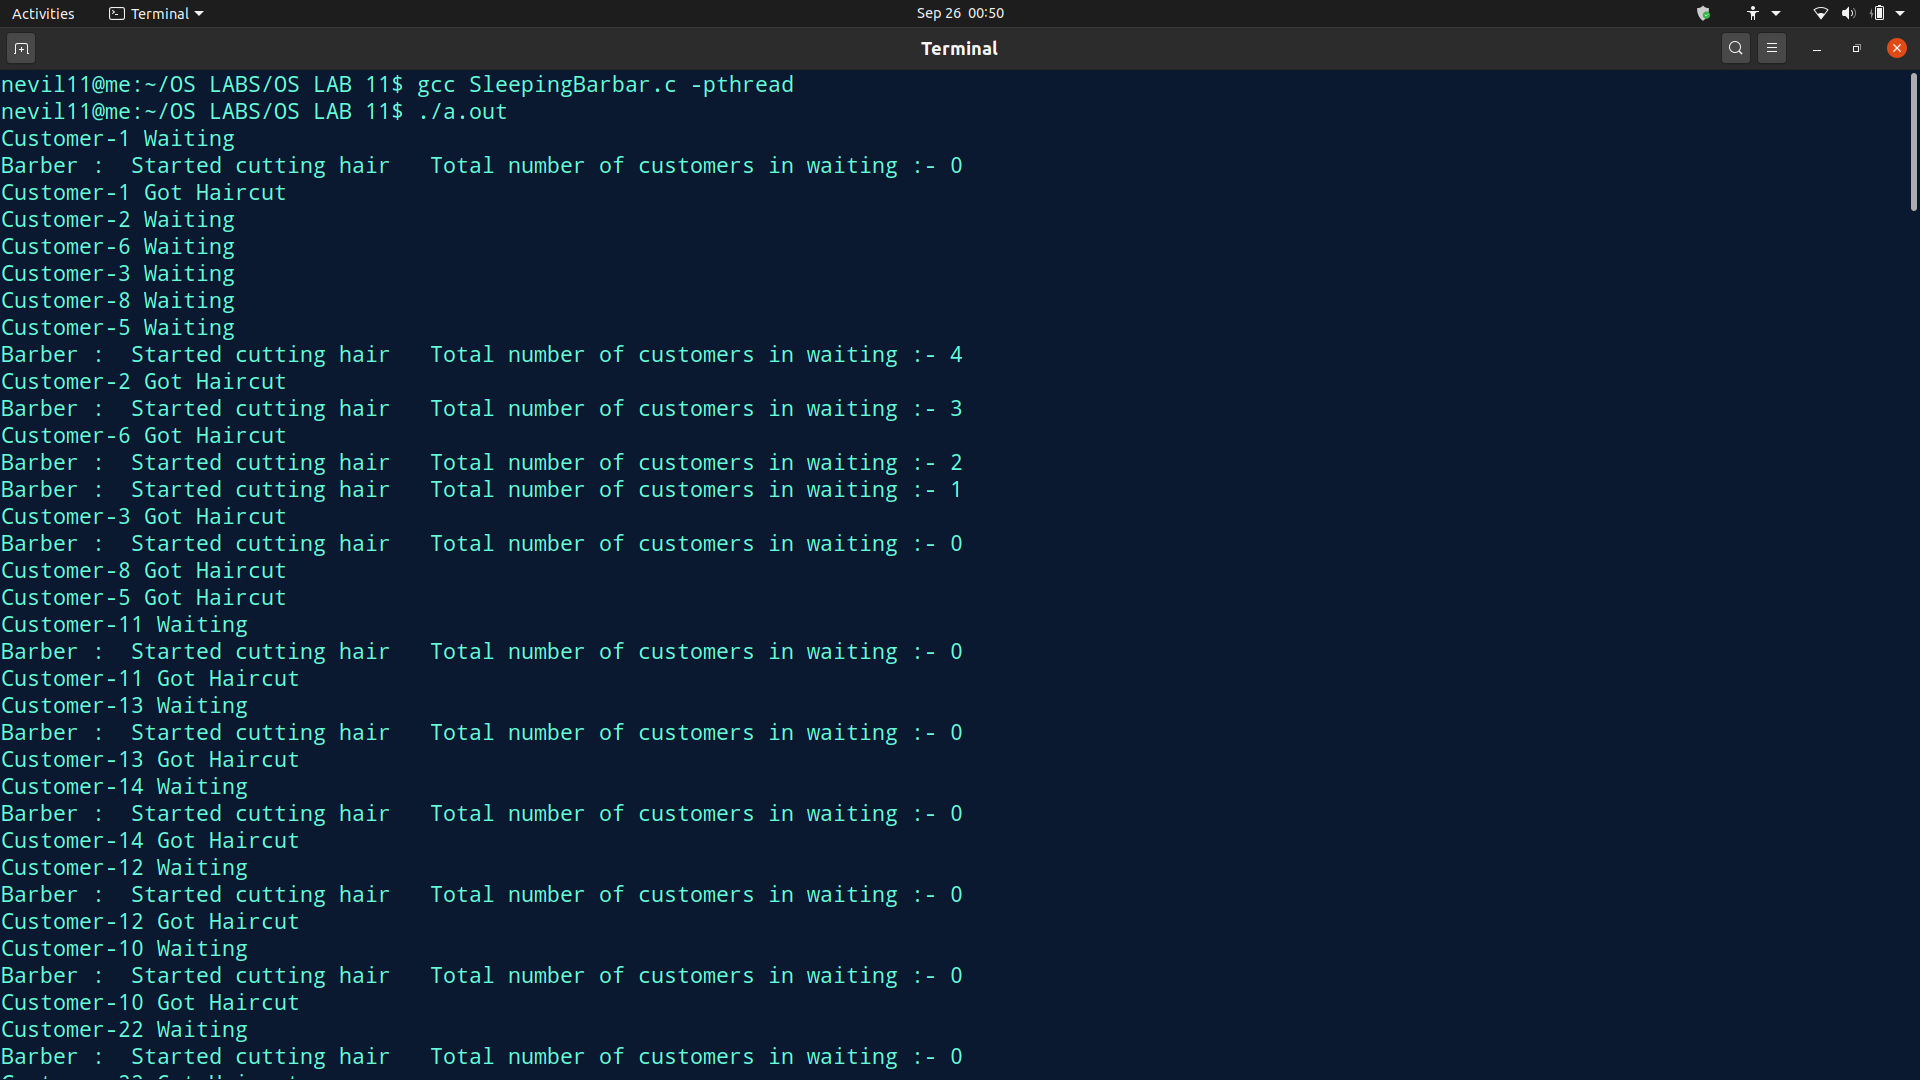 Activities
Terminal
Sep 26 00:50
Terminal
nevil11@me:~/OS LABS/OS LAB 11$ gcc SleepingBarbar.c -pthread
nevil11@me:~/OS LABS/OS LAB 11$ ./a.out
Customer-1 Waiting
Barber :  Started cutting hair   Total number of customers in waiting :- 0
Customer-1 Got Haircut
Customer-2 Waiting
Customer-6 Waiting
Customer-3 Waiting
Customer-8 Waiting
Customer-5 Waiting
Barber :  Started cutting hair   Total number of customers in waiting :- 4
Customer-2 Got Haircut
Barber :  Started cutting hair   Total number of customers in waiting :- 3
Customer-6 Got Haircut
Barber :  Started cutting hair   Total number of customers in waiting :- 2
Barber :  Started cutting hair   Total number of customers in waiting :- 1
Customer-3 Got Haircut
Barber :  Started cutting hair   Total number of customers in waiting :- 0
Customer-8 Got Haircut
Customer-5 Got Haircut
Customer-11 Waiting
Barber :  Started cutting hair   Total number of customers in waiting :- 0
Customer-11 Got Haircut
Customer-13 Waiting
Barber :  Started cutting hair   Total number of customers in waiting :- 0
Customer-13 Got Haircut
Customer-14 Waiting
Barber :  Started cutting hair   Total number of customers in waiting :- 0
Customer-14 Got Haircut
Customer-12 Waiting
Barber :  Started cutting hair   Total number of customers in waiting :- 0
Customer-12 Got Haircut
Customer-10 Waiting
Barber :  Started cutting hair   Total number of customers in waiting :- 0
Customer-10 Got Haircut
Customer-22 Waiting
Barber :  Started cutting hair   Total number of customers in waiting :- 0